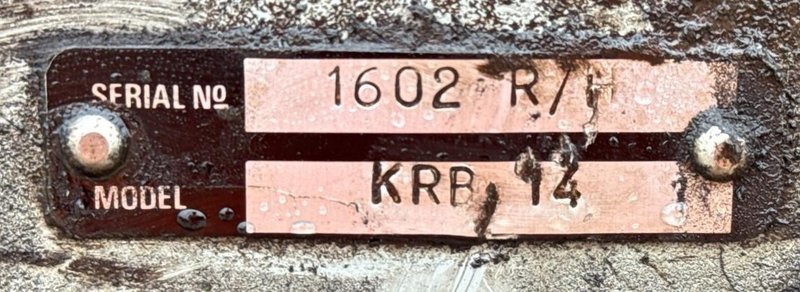 SERIAL Nº 1602 R/H
MODEL KRB 14